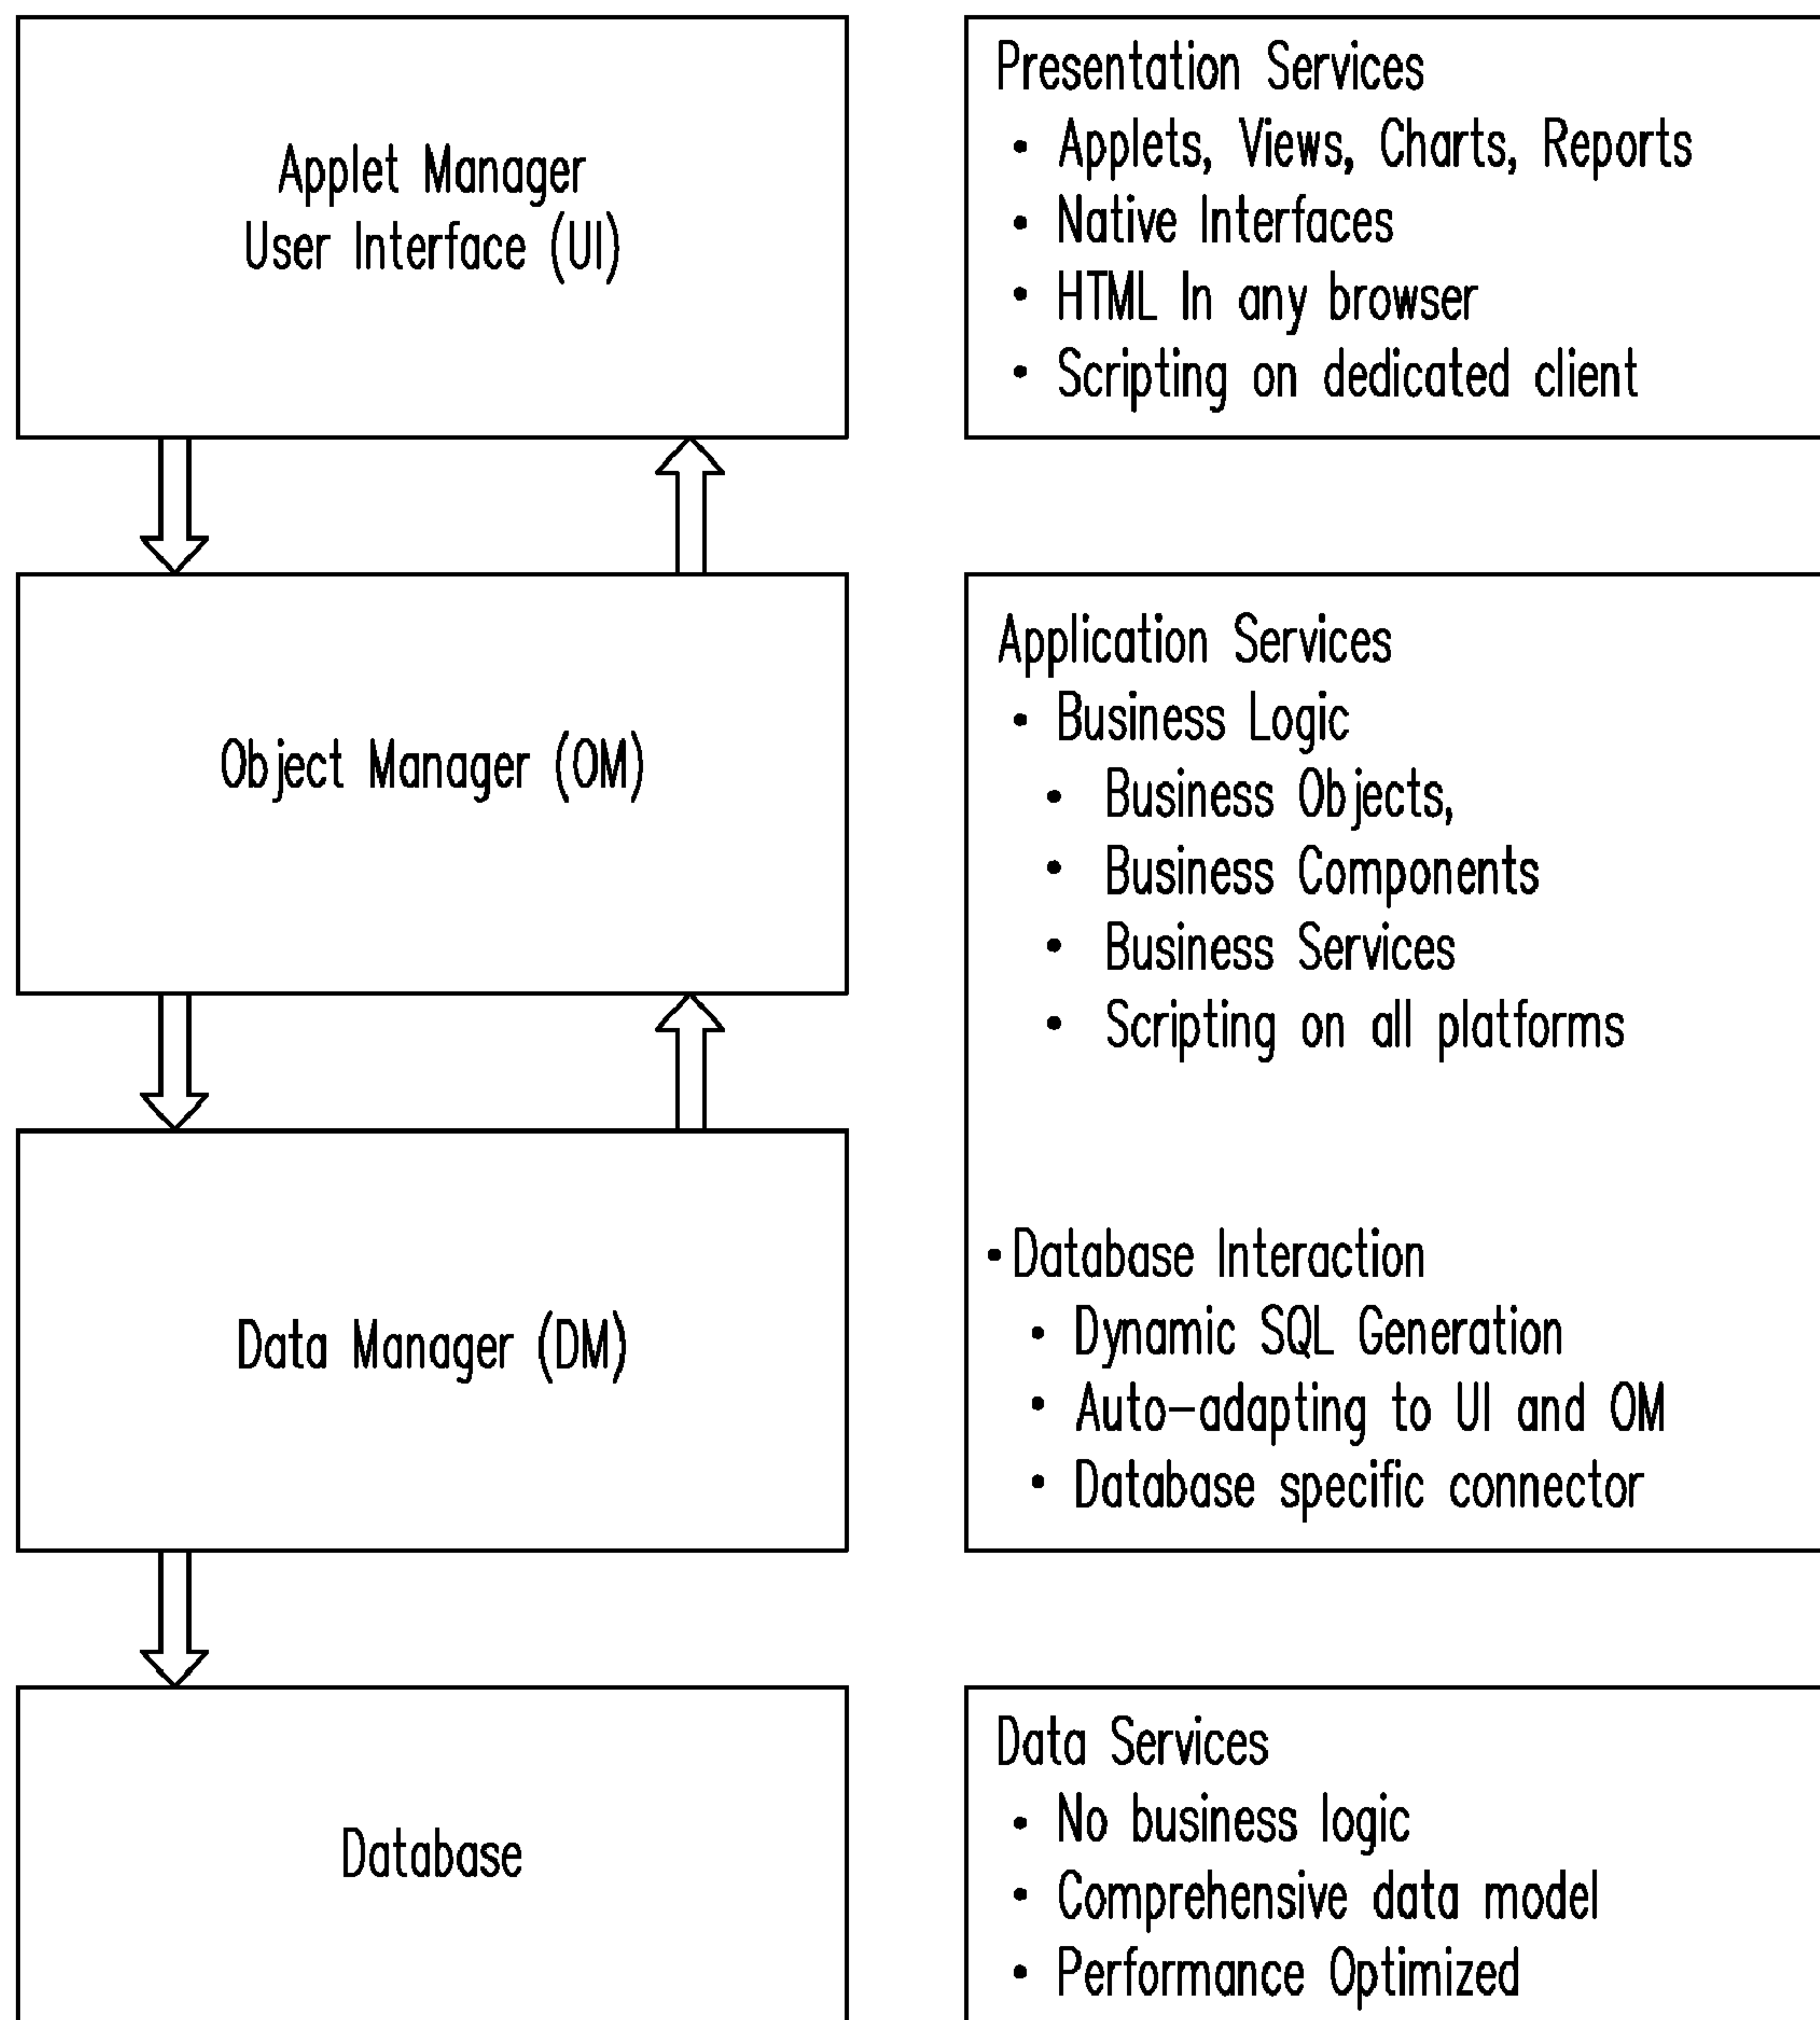 Applet Manager
User Interface (UI)
Presentation Services
• Applets, Views, Charts, Reports
• Native Interfaces
• HTML In any browser
• Scripting on dedicated client
Object Manager (OM)
Application Services
• Business Logic
• Business Objects,
• Business Components
• Business Services
• Scripting on all platforms
Data Manager (DM)
• Database Interaction
• Dynamic SQL Generation
• Auto-adapting to UI and OM
• Database specific connector
Database
Data Services
• No business logic
• Comprehensive data model
• Performance Optimized